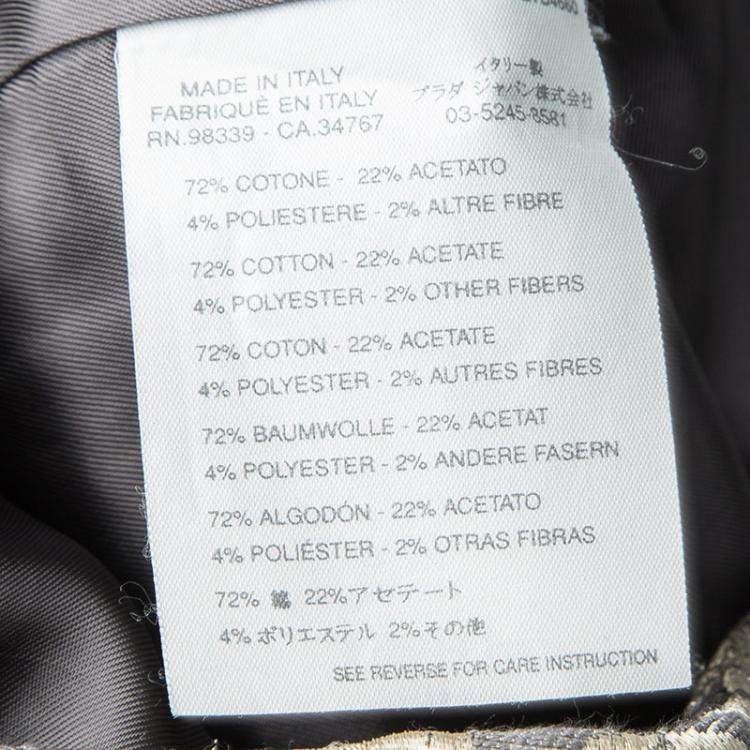 MADE IN ITALY
FABRIQUÉ EN ITALY
RN.98339 - CA.34767
イタリー製
プラダ ジャパン株式会社
03-5245-8581
72% COTONE - 22% ACETATO
4% POLIESTERE - 2% ALTRE FIBRE
72% COTTON - 22% ACETATE
4% POLYESTER - 2% OTHER FIBERS
72% COTON - 22% ACETATE
4% POLYESTER - 2% AUTRES FIBRES
72% BAUMWOLLE - 22% ACETAT
4% POLYESTER - 2% ANDERE FASERN
72% ALGODÓN - 22% ACETATO
4% POLIÉSTER - 2% OTRAS FIBRAS
72% 綿 22%アセテート
4% ポリエステル 2%その他
SEE REVERSE FOR CARE INSTRUCTION